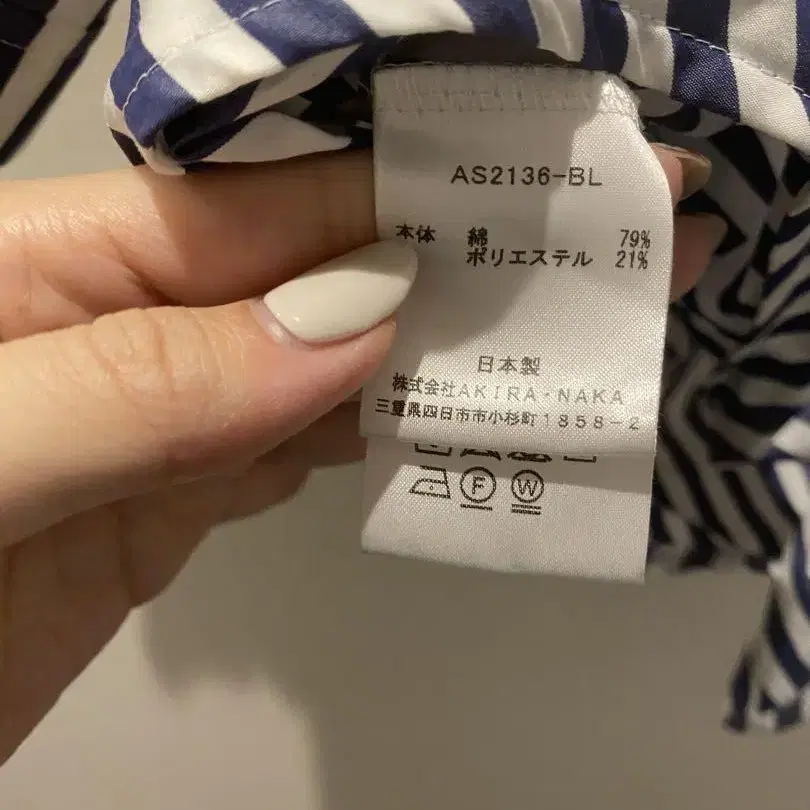 AS2136-BL
本体 綿 79%
ポリエステル 21%
日本製
株式会社AKIRA・NAKA
三重県四日市市小杉町1858-2
F W